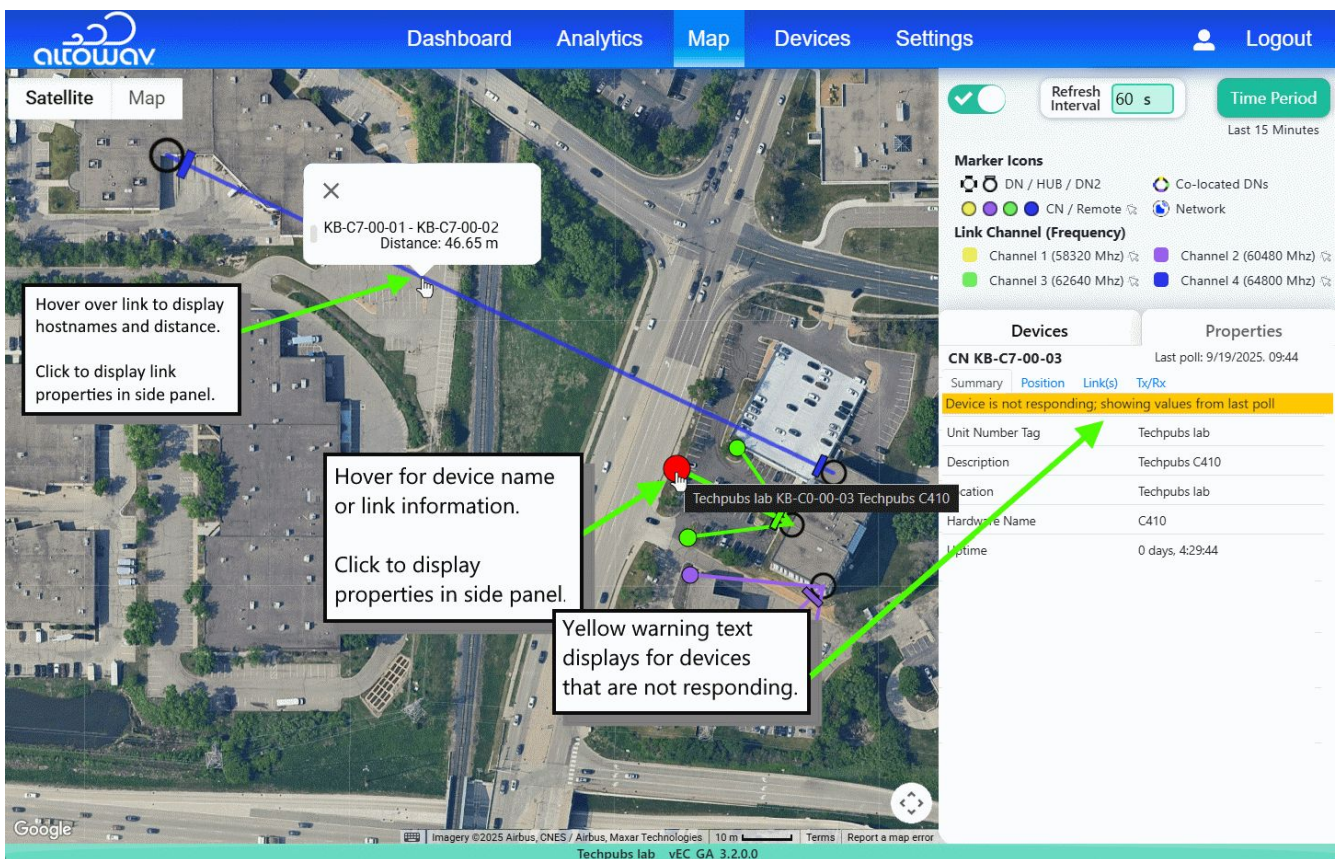 altowav
Dashboard Analytics Map Devices Settings Logout
Satellite Map
KB-C7-00-01 - KB-C7-00-02
Distance: 46.65 m
Hover over link to display
hostnames and distance.
Click to display link
properties in side panel.
Hover for device name
or link information.
Click to display
properties in side panel.
Techpubs lab KB-C0-00-03 Techpubs C410
Yellow warning text
displays for devices
that are not responding.
Google
Imagery ©2025 Airbus, CNES / Airbus, Maxar Technologies 10 m Terms Report a map error
Refresh
Interval 60 s
Time Period
Last 15 Minutes
Marker Icons
DN / HUB / DN2 Co-located DNs
CN / Remote Network
Link Channel (Frequency)
Channel 1 (58320 Mhz) Channel 2 (60480 Mhz)
Channel 3 (62640 Mhz) Channel 4 (64800 Mhz)
Devices Properties
CN KB-C7-00-03 Last poll: 9/19/2025. 09:44
Summary Position Link(s) Tx/Rx
Device is not responding; showing values from last poll
Unit Number Tag Techpubs lab
Description Techpubs C410
ocation Techpubs lab
Hardware Name C410
Uptime 0 days, 4:29:44
Techpubs lab vEC GA 3.2.0.0